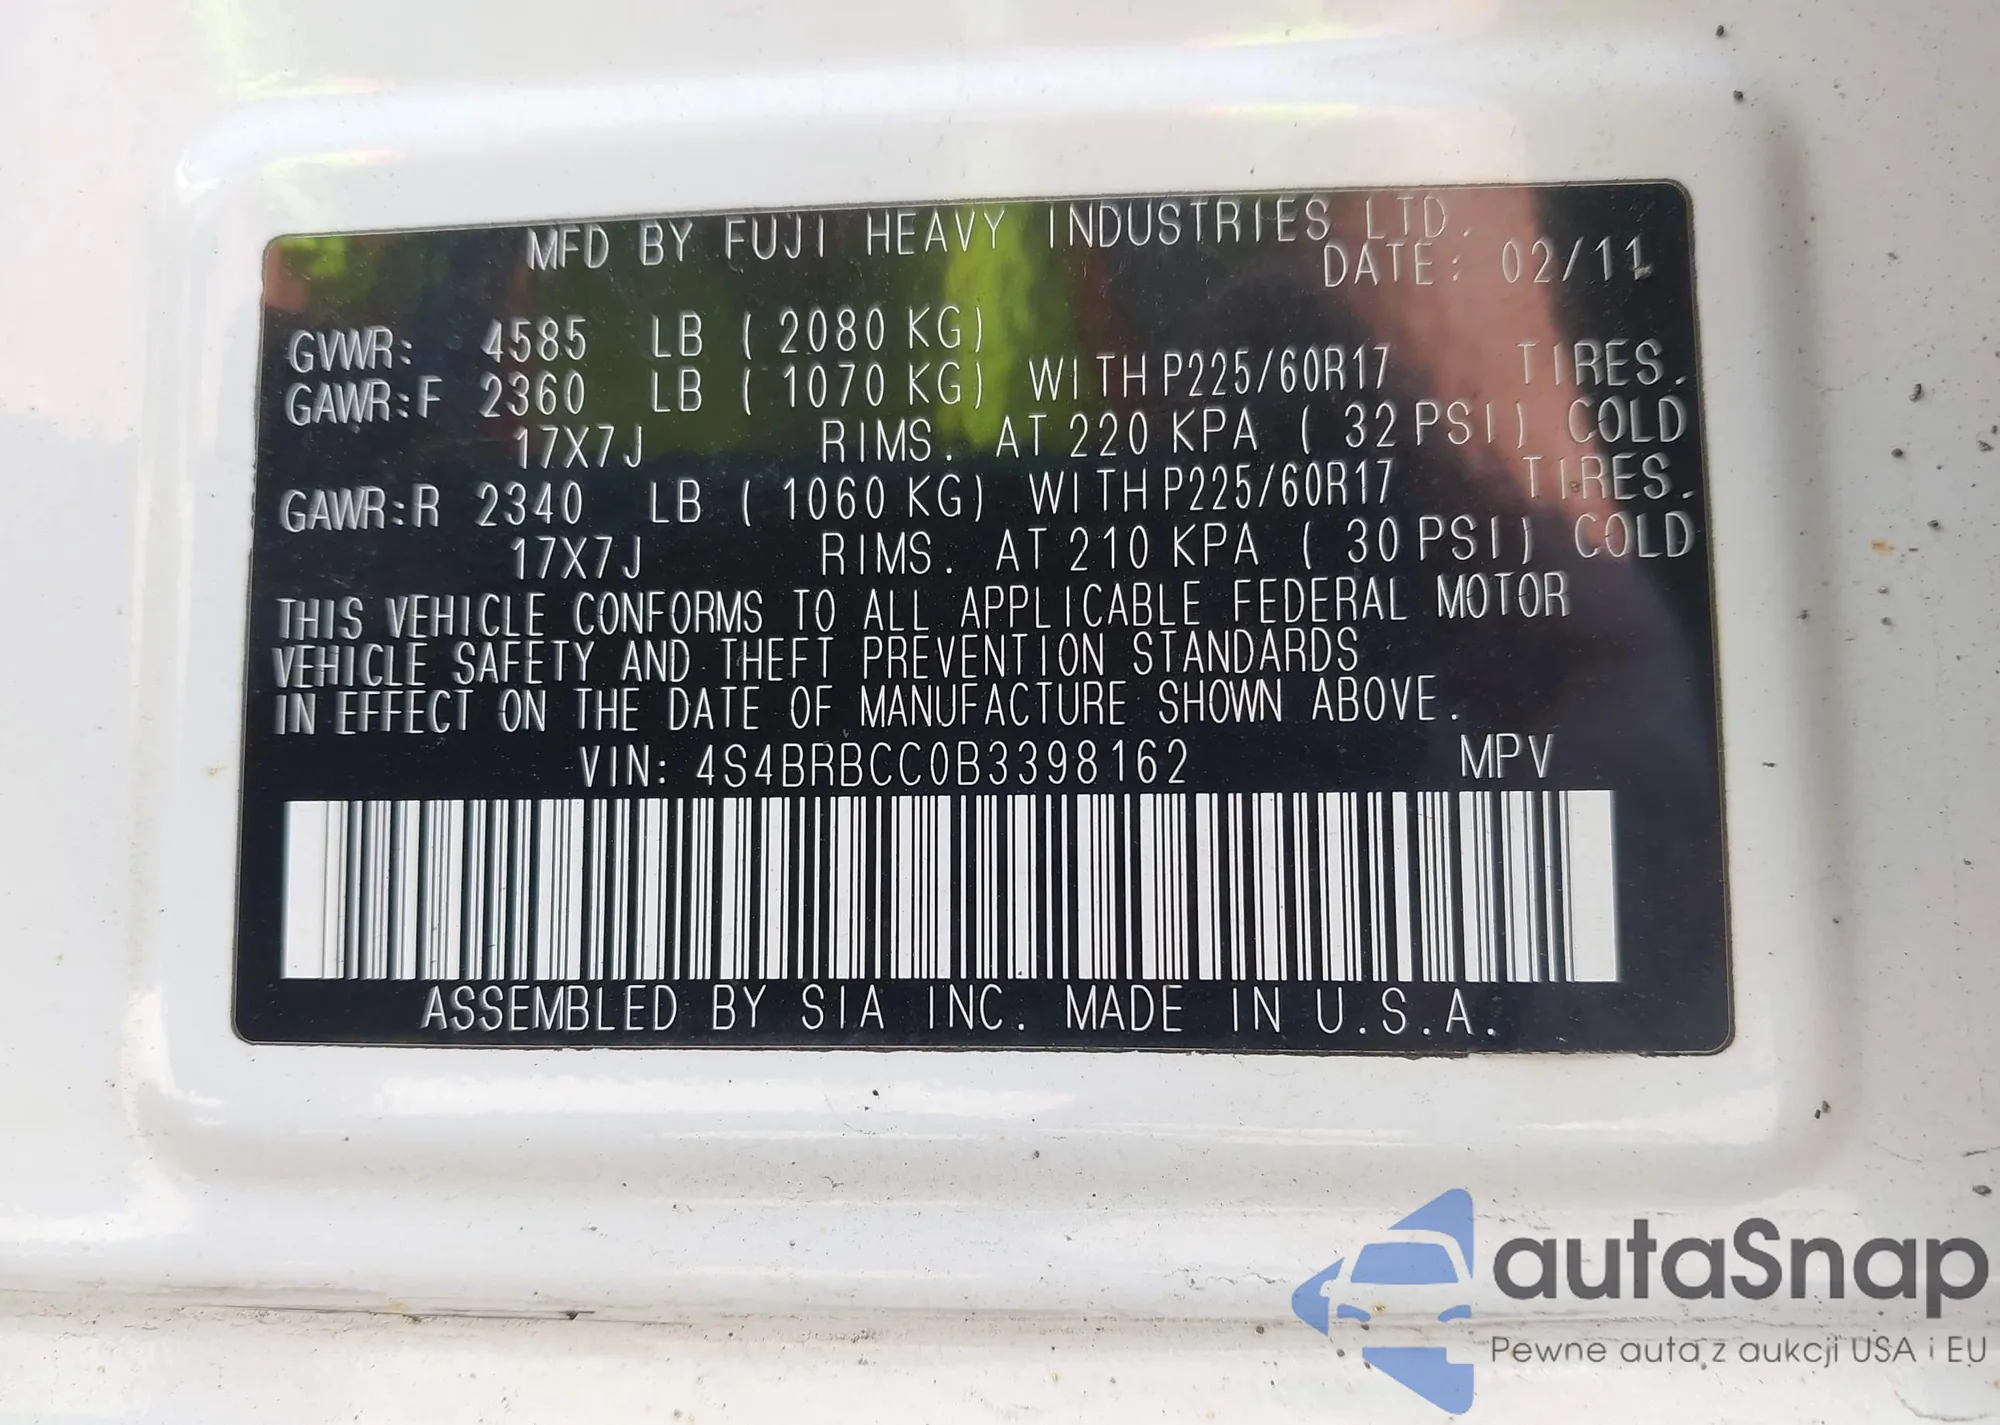 MFD BY FUJI HEAVY INDUSTRIES LTD.
DATE: 02/11
GVWR: 4585 LB (2080 KG)
GAWR:F 2360 LB (1070 KG) WITH P225/60R17 TIRES.
17X7J RIMS. AT 220 KPA (32 PSI) COLD
GAWR:R 2340 LB (1060 KG) WITH P225/60R17 TIRES.
17X7J RIMS. AT 210 KPA (30 PSI) COLD
THIS VEHICLE CONFORMS TO ALL APPLICABLE FEDERAL MOTOR
VEHICLE SAFETY AND THEFT PREVENTION STANDARDS
IN EFFECT ON THE DATE OF MANUFACTURE SHOWN ABOVE.
VIN: 4S4BRBCC0B3398162 MPV
ASSEMBLED BY SIA INC. MADE IN U.S.A.
autaSnap
Pewne auta z aukcji USA i EU